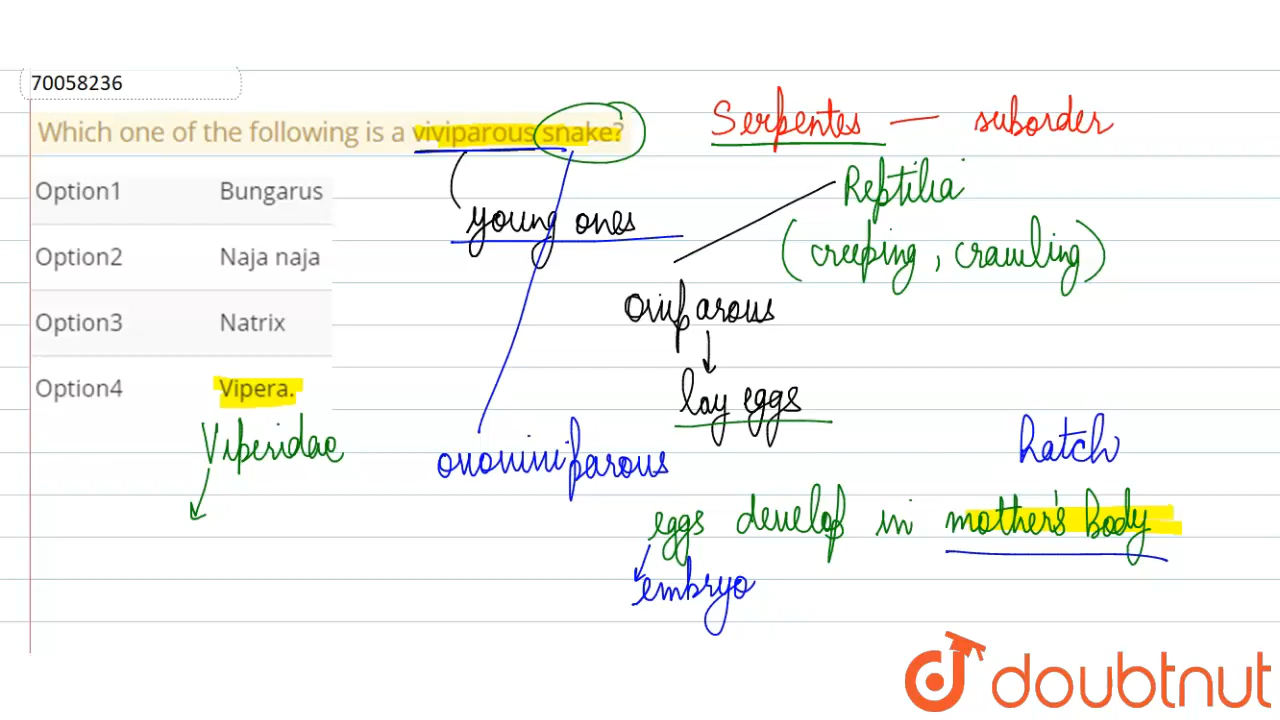 70058236
Which one of the following is a viviparous snake?
Serpentes — suborder
Option1 Bungarus
Reptilia
young ones
(creeping, crawling)
Option2 Naja naja
Oviparous
Option3 Natrix
lay eggs
Option4 Vipera.
Viperidae
ovoviviparous
hatch
eggs develop in mother's Body
embryo
doubtnut